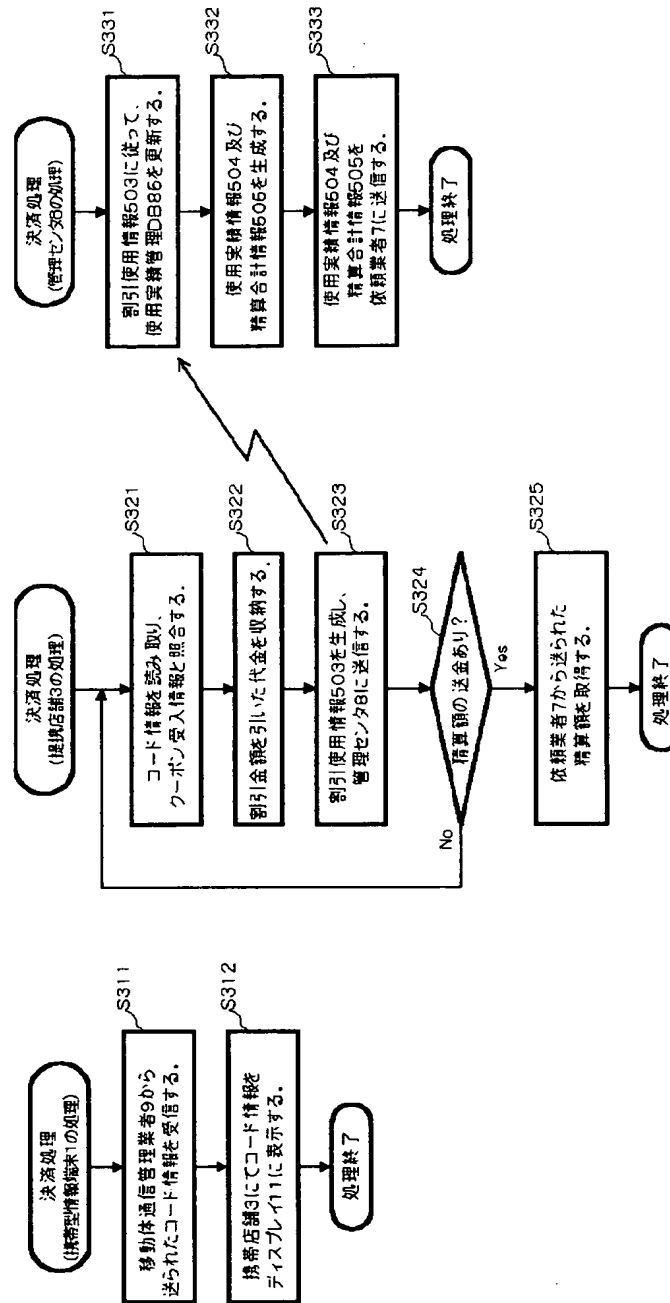 決済処理
(携帯型情報端末1の処理)
S311
移動体通信管理業者9から
送られたコード情報を受信する。
S312
携帯店舗3にてコード情報を
ディスプレイ11に表示する。
処理終了
決済処理
(提携店舗3の処理)
S321
コード情報を読み取り、
クーポン受入情報と照合する。
S322
割引金額を引いた代金を収納する。
S323
割引使用情報503を生成し、
管理センタ8に送信する。
S324
積算額の送金あり?
No
Yes
S325
依頼業者7から送られた
精算額を取得する。
処理終了
決済処理
(管理センタ8の処理)
S331
割引使用情報503に従って、
使用実績管理DB86を更新する。
S332
使用実績情報504及び
精算合計情報505を生成する。
S333
使用実績情報504及び
精算合計情報505を
依頼業者7に送信する。
処理終了